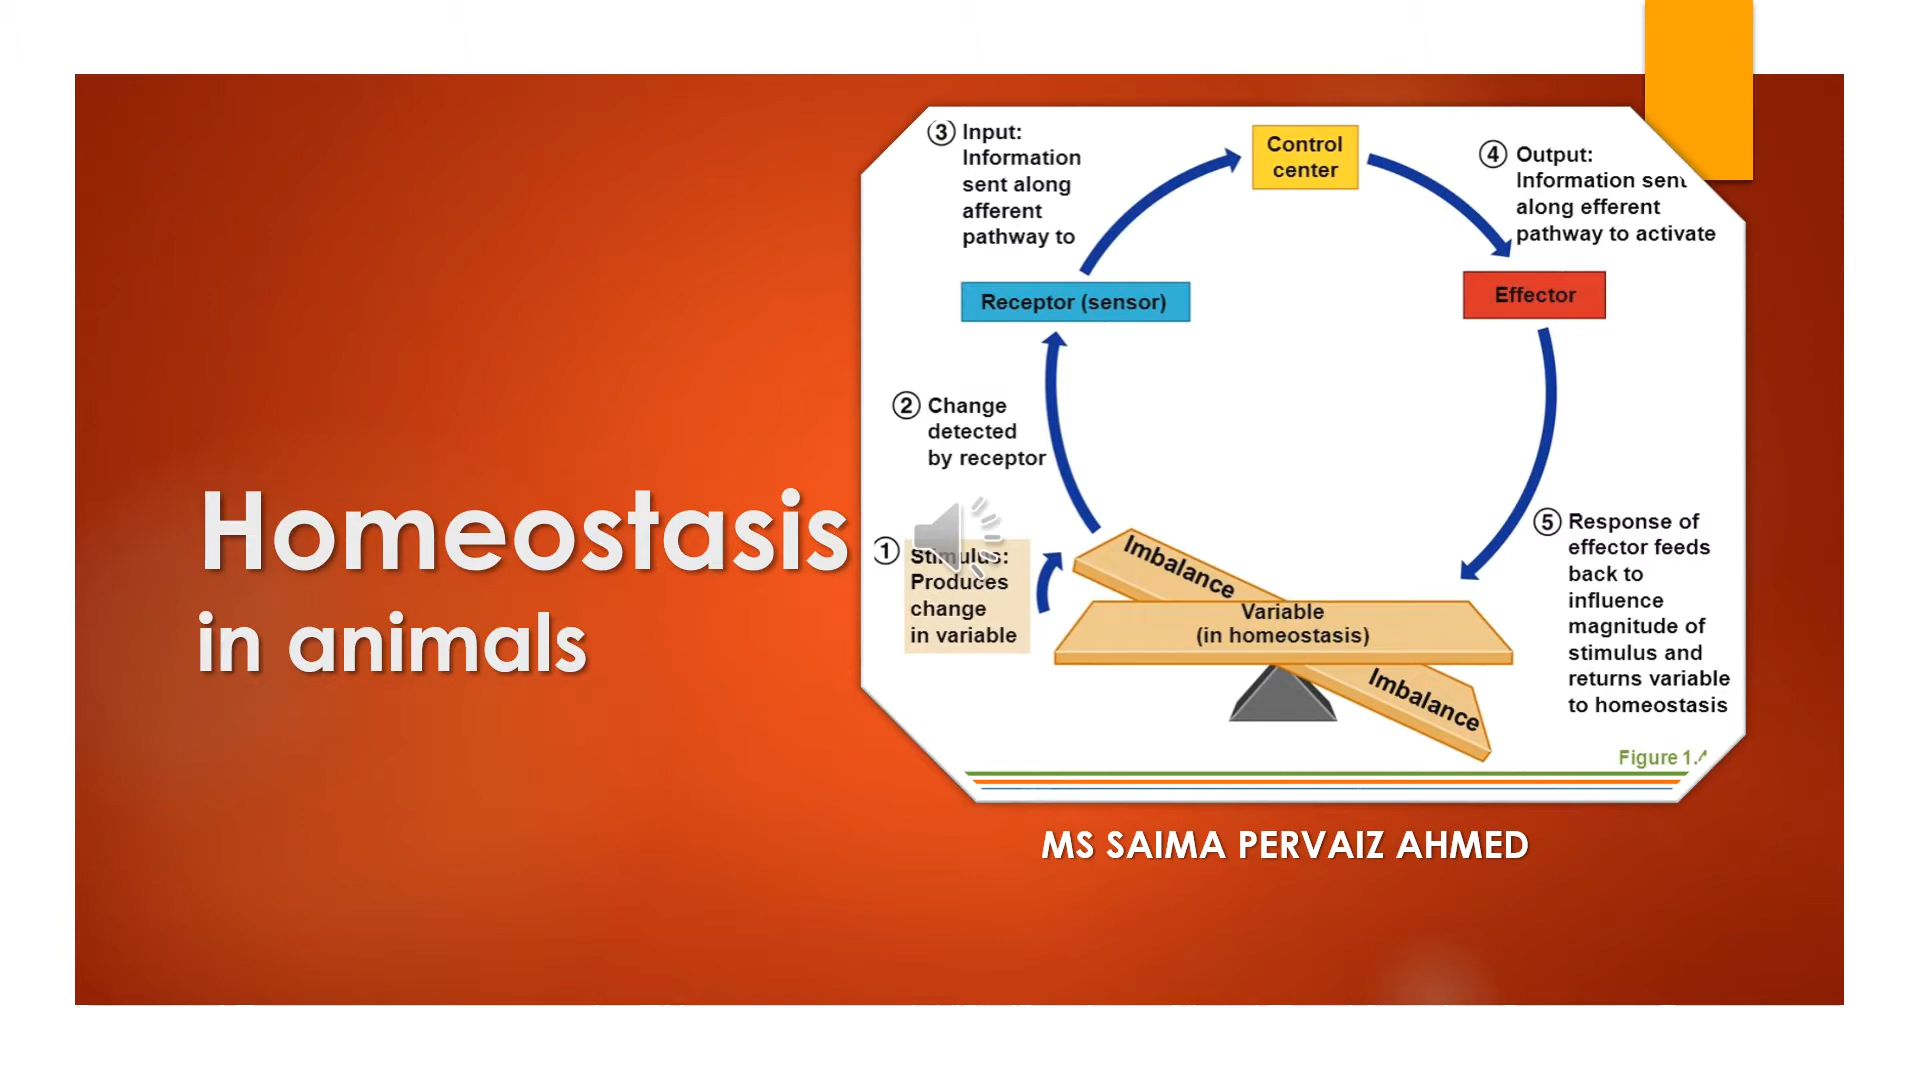 Homeostasis
in animals
③ Input:
Information
sent along
afferent
pathway to
Control
center
④ Output:
Information sent
along efferent
pathway to activate
Receptor (sensor)
Effector
② Change
detected
by receptor
① Stimulus:
Produces
change
in variable
Imbalance
Variable
(in homeostasis)
Imbalance
⑤ Response of
effector feeds
back to
influence
magnitude of
stimulus and
returns variable
to homeostasis
Figure 1.4
MS SAIMA PERVAIZ AHMED